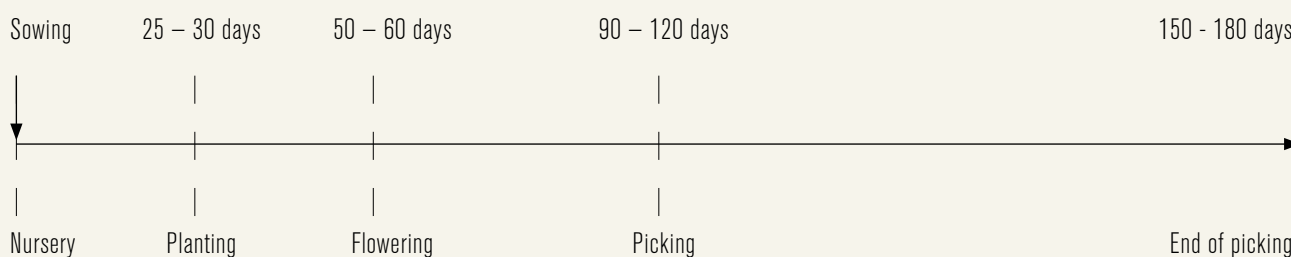 Sowing 25 – 30 days 50 – 60 days 90 – 120 days 150 - 180 days
Nursery Planting Flowering Picking End of picking